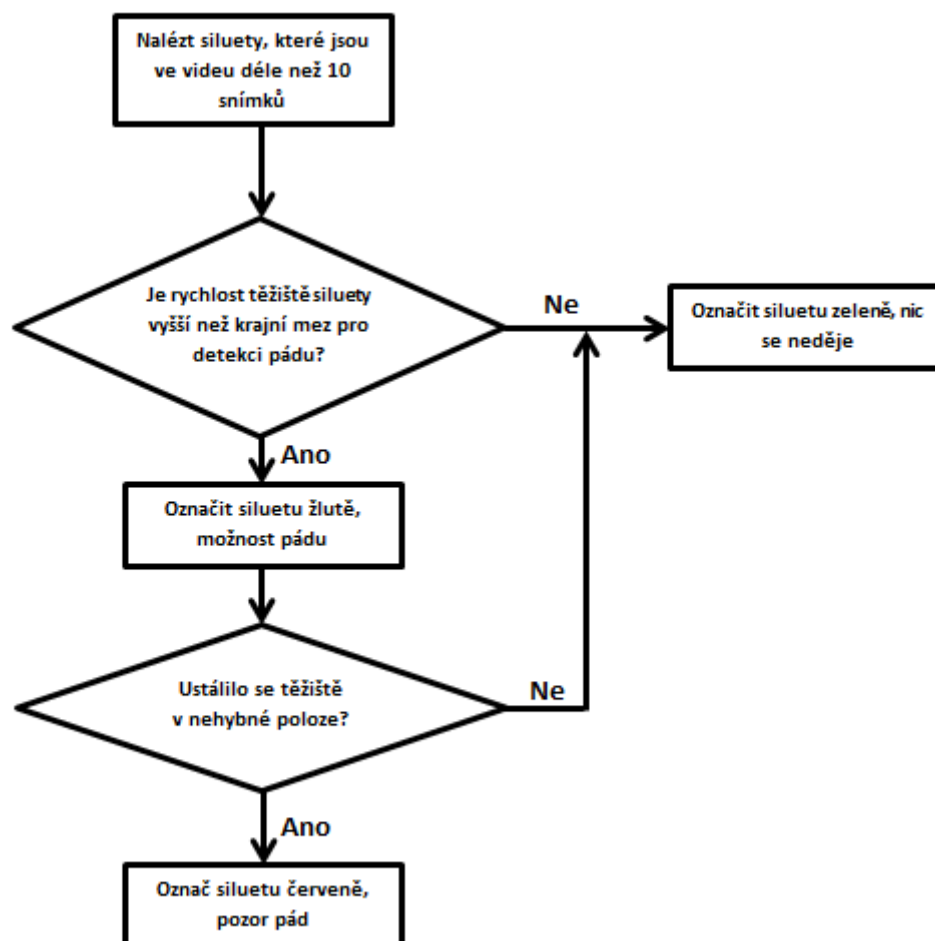 Nalézt siluety, které jsou
ve videu déle než 10
snímků
Je rychlost těžiště siluety
vyšší než krajní mez pro
detekci pádu?
Ne
Označit siluetu zeleně, nic
se neděje
Ano
Označit siluetu žlutě,
možnost pádu
Ustálilo se těžiště
v nehybné poloze?
Ne
Ano
Označ siluetu červeně,
pozor pád